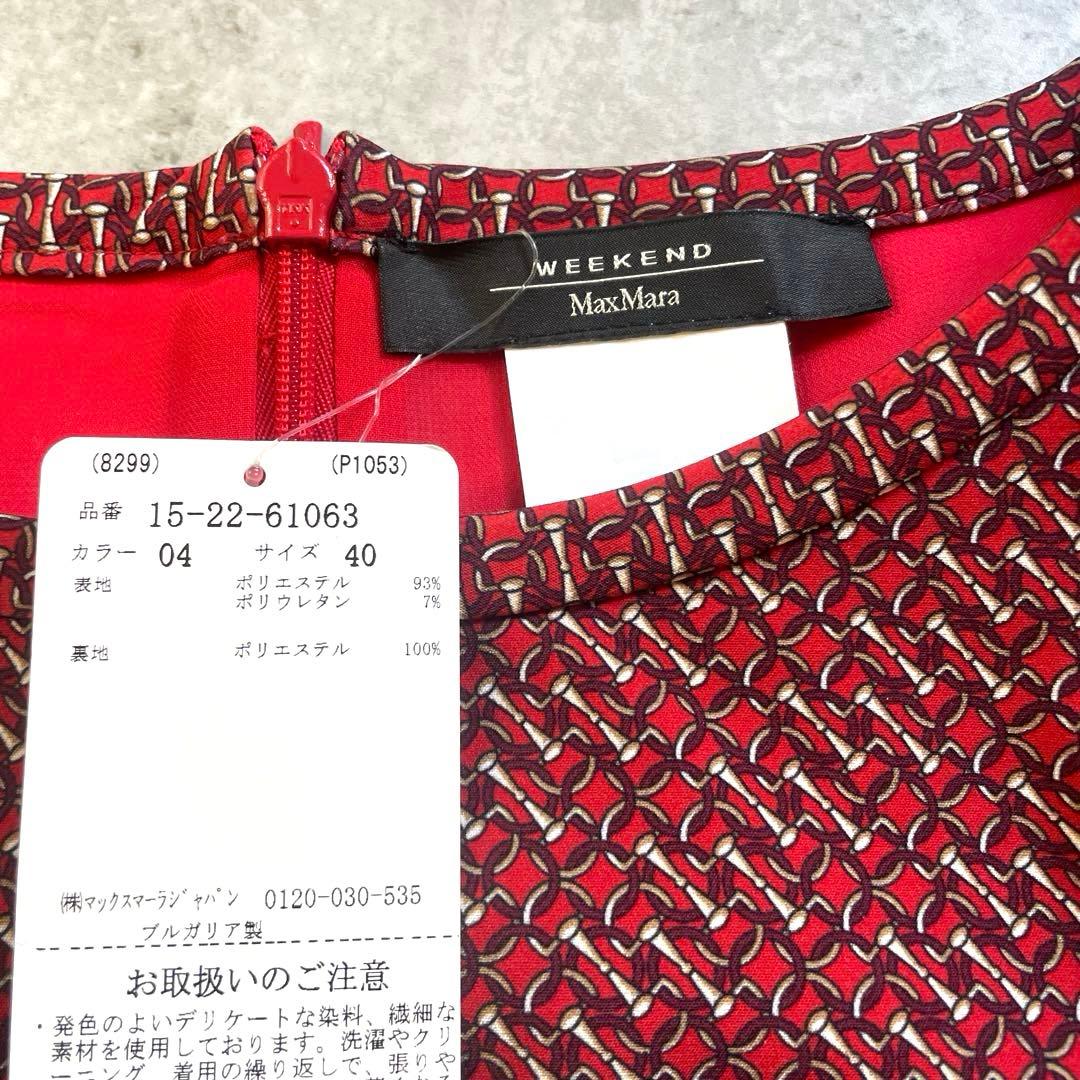 WEEKEND
MaxMara
(8299) (P1053)
品番 15-22-61063
カラー 04 サイズ 40
表地 ポリエステル 93%
ポリウレタン 7%
裏地 ポリエステル 100%
㈱マックスマーラジャパン 0120-030-535
ブルガリア製
お取扱いのご注意
・発色のよいデリケートな染料、繊細な
素材を使用しております。洗濯やクリ
ーニング、着用の繰り返しで、張りや